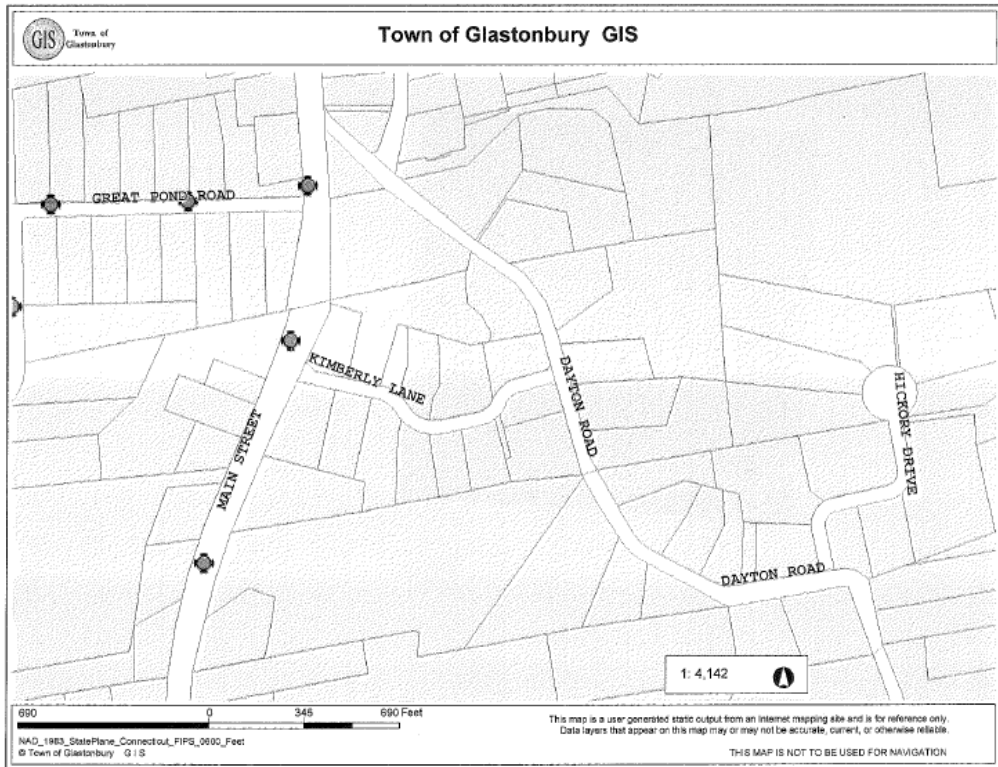 GIS
Town of
Glastonbury
Town of Glastonbury GIS
GREAT POND ROAD
KIMBERLY LANE
DAYTON ROAD
HICKORY DRIVE
MAIN STREET
DAYTON ROAD
1: 4,142
690
0
345
690 Feet
NAD_1983_StatePlane_Connecticut_FIPS_0600_Feet
© Town of Glastonbury G I S
This map is a user generated static output from an Internet mapping site and is for reference only.
Data layers that appear on this map may or may not be accurate, current, or otherwise reliable.
THIS MAP IS NOT TO BE USED FOR NAVIGATION